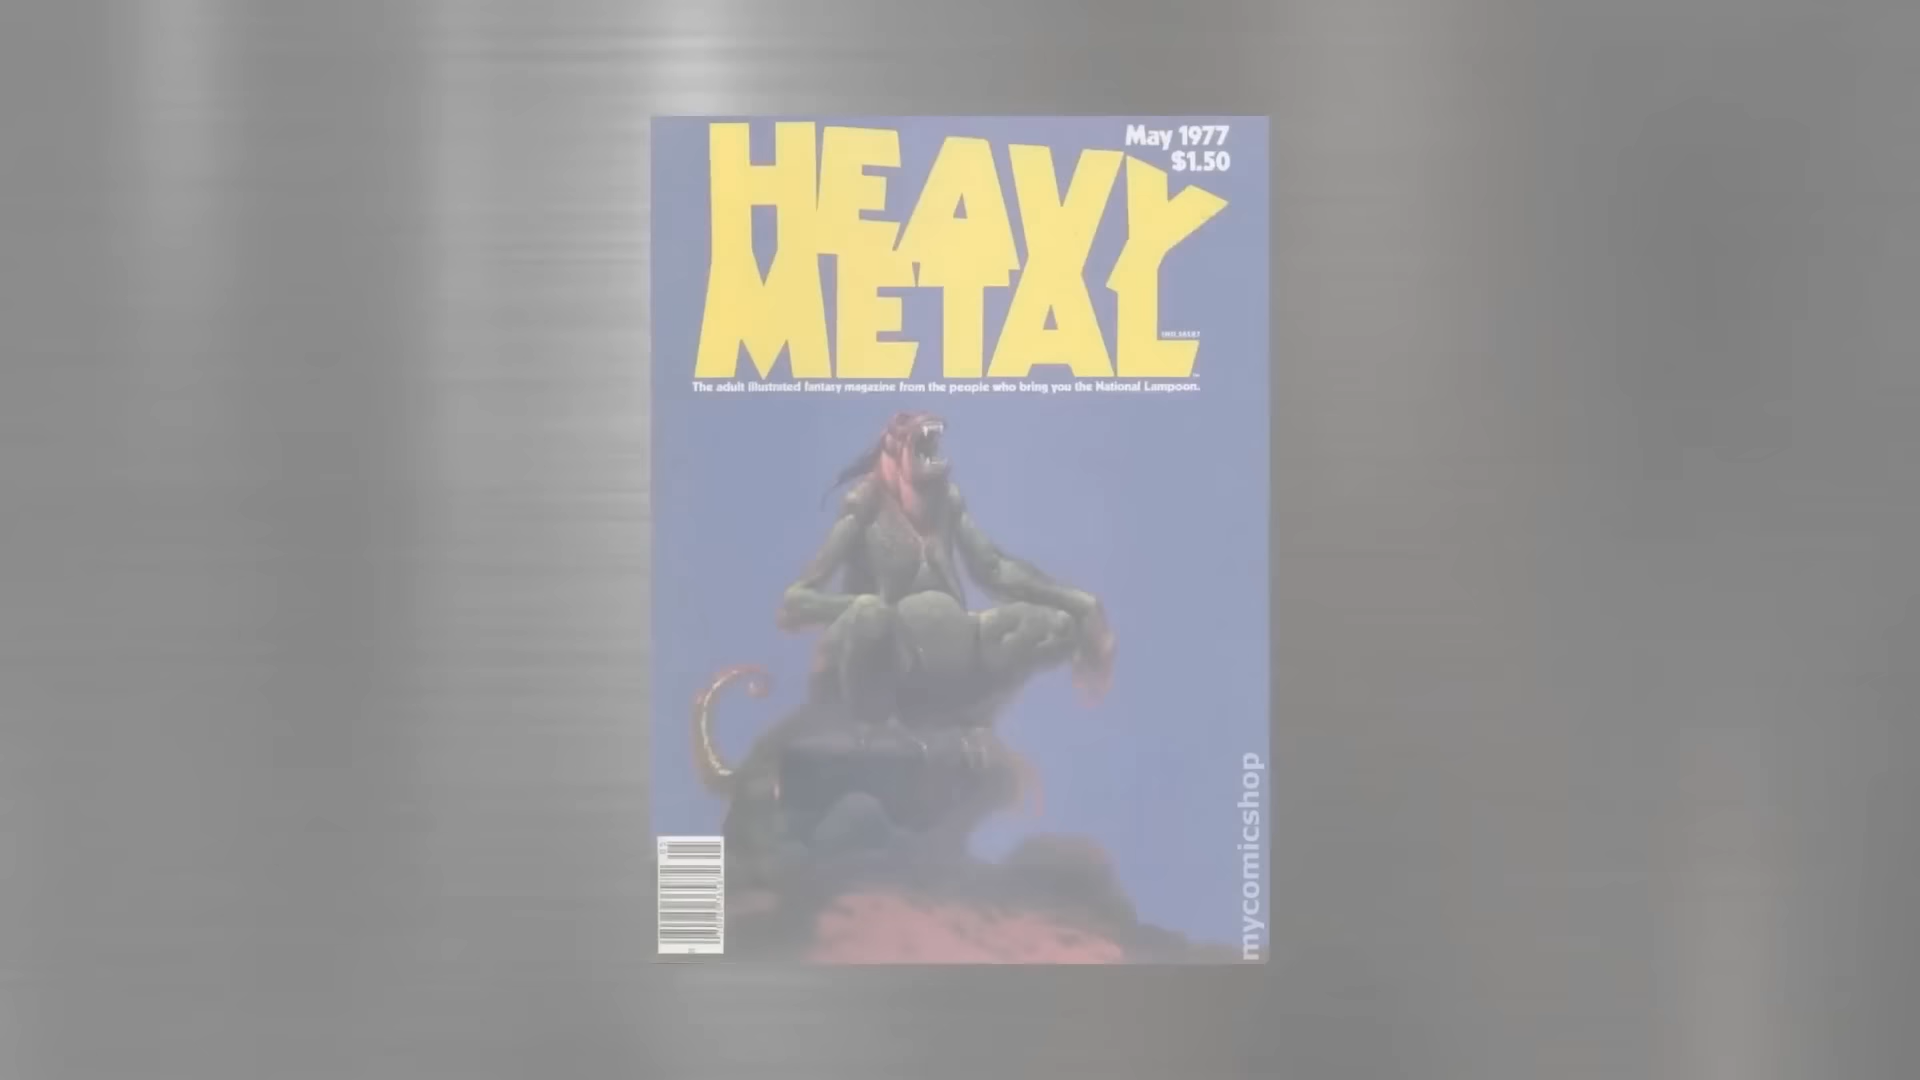 May 1977
$1.50
HEAVY
METAL
The adult illustrated fantasy magazine from the people who bring you the National Lampoon.
mycomicshop